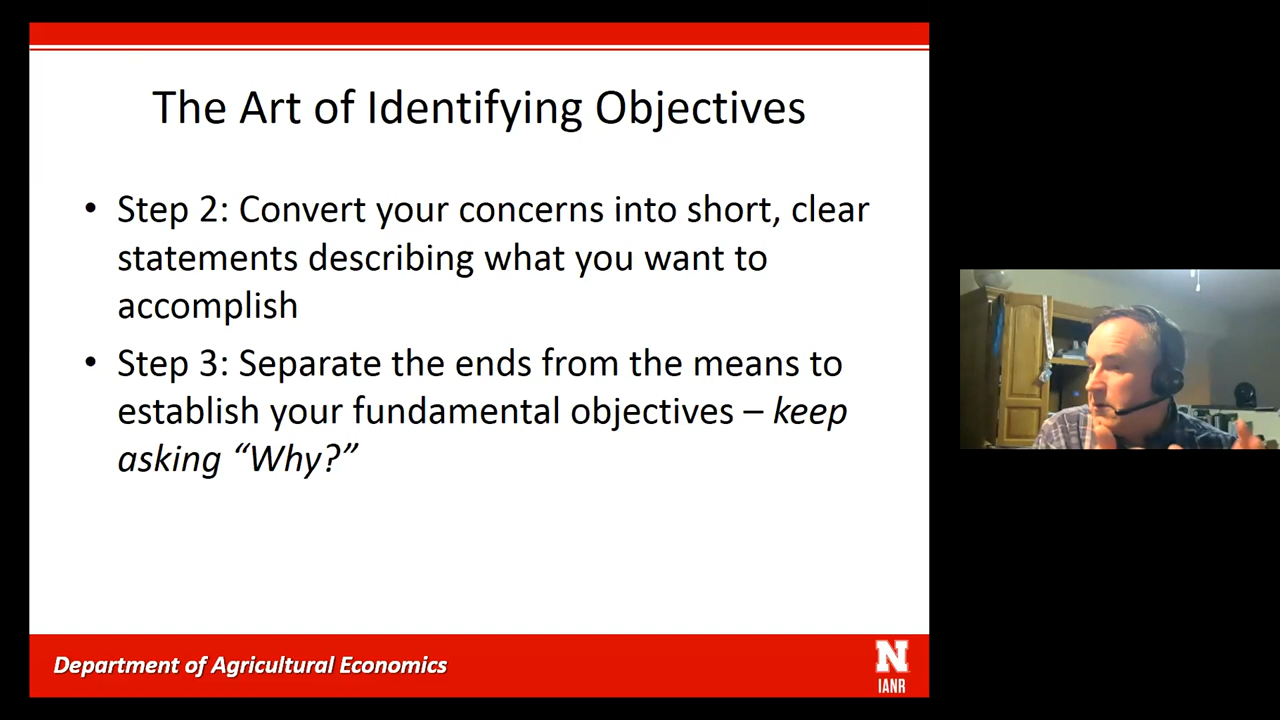 The Art of Identifying Objectives
• Step 2: Convert your concerns into short, clear
statements describing what you want to
accomplish
• Step 3: Separate the ends from the means to
establish your fundamental objectives – keep
asking “Why?”
Department of Agricultural Economics
N
IANR